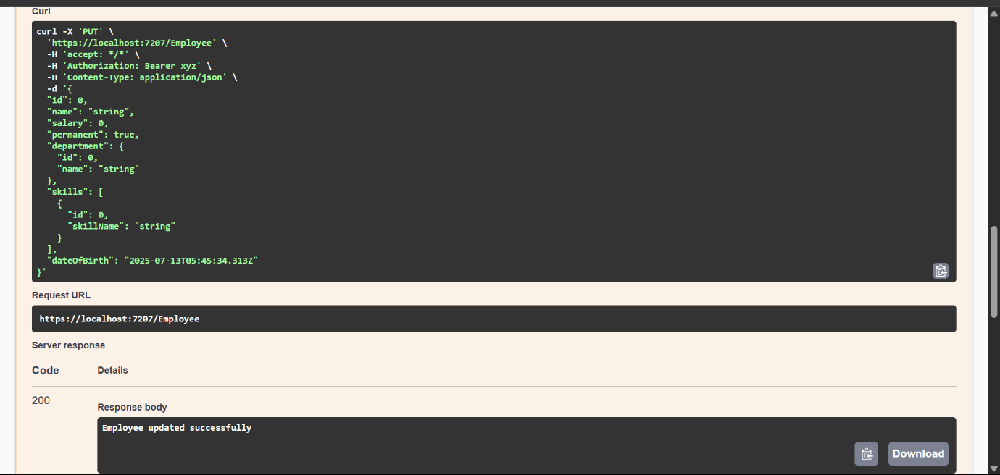 Curl
curl -X 'PUT' \
  'https://localhost:7207/Employee' \
  -H 'accept: */*' \
  -H 'Authorization: Bearer xyz' \
  -H 'Content-Type: application/json' \
  -d '{
  "id": 0,
  "name": "string",
  "salary": 0,
  "permanent": true,
  "department": {
    "id": 0,
    "name": "string"
  },
  "skills": [
    {
      "id": 0,
      "skillName": "string"
    }
  ],
  "dateOfBirth": "2025-07-13T05:45:34.313Z"
}'
Request URL
https://localhost:7207/Employee
Server response
Code Details
200
Response body
Employee updated successfully
Download